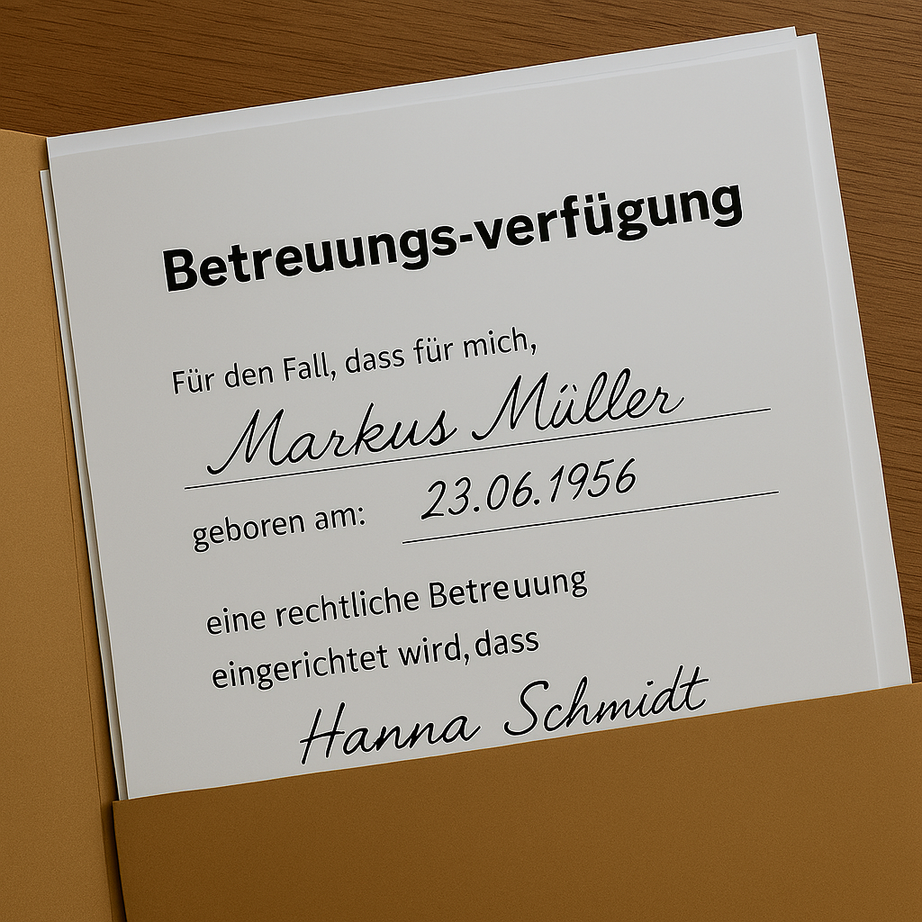 Betreuungs-verfügung
Für den Fall, dass für mich,
Markus Müller
geboren am: 23.06.1956
eine rechtliche Betreuung
eingerichtet wird, dass
Hanna Schmidt